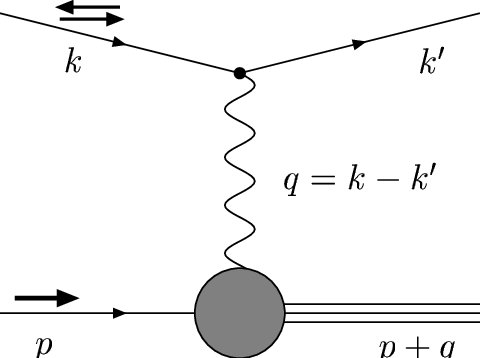 k
k′
q = k − k′
p
p + q